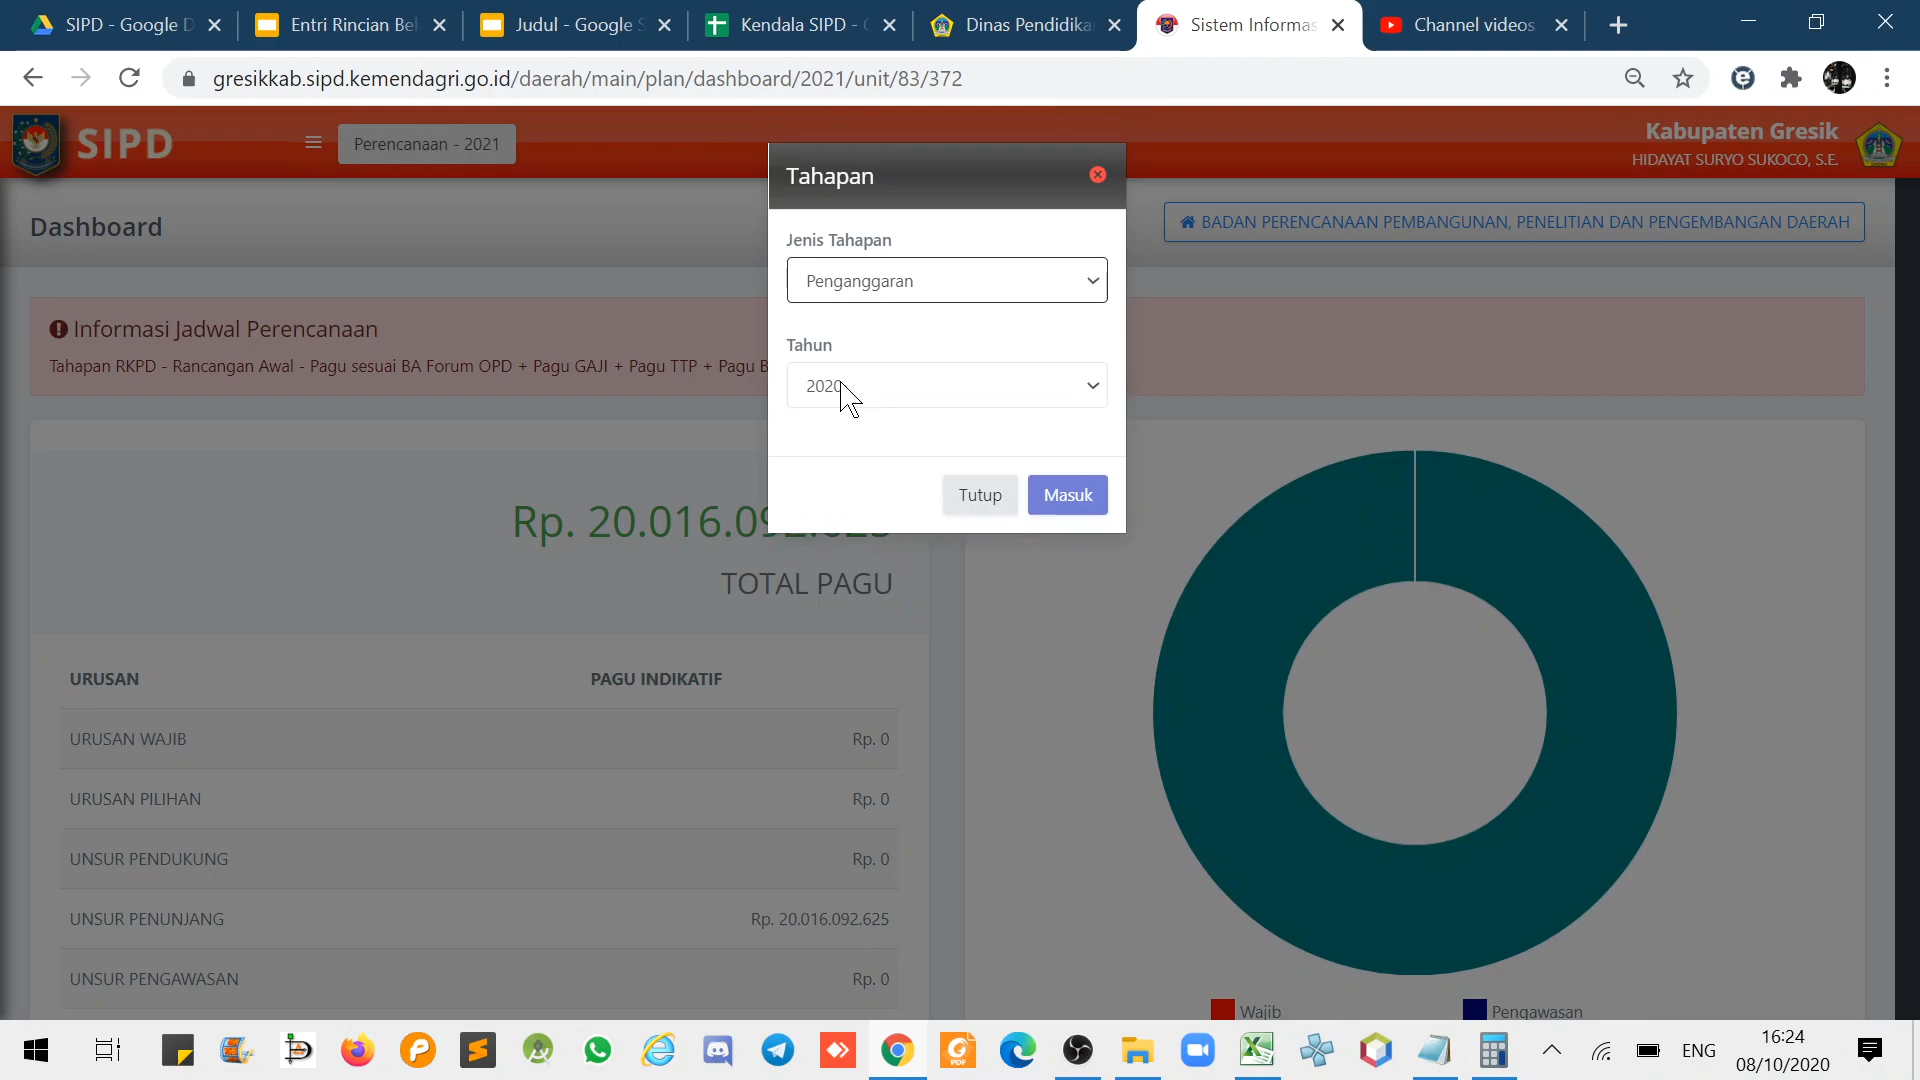 SIPD - Google D
Entri Rincian Bel
Judul - Google S
Kendala SIPD - G
Dinas Pendidika
Sistem Informas
Channel videos
gresikkab.sipd.kemendagri.go.id/daerah/main/plan/dashboard/2021/unit/83/372
SIPD
Perencanaan - 2021
Kabupaten Gresik
HIDAYAT SURYO SUKOCO, S.E.
Dashboard
BADAN PERENCANAAN PEMBANGUNAN, PENELITIAN DAN PENGEMBANGAN DAERAH
Tahapan
Jenis Tahapan
Penganggaran
Tahun
2020
Tutup
Masuk
Informasi Jadwal Perencanaan
Tahapan RKPD - Rancangan Awal - Pagu sesuai BA Forum OPD + Pagu GAJI + Pagu TTP + Pagu B
Rp. 20.016.092.625
TOTAL PAGU
URUSAN PAGU INDIKATIF
URUSAN WAJIB Rp. 0
URUSAN PILIHAN Rp. 0
UNSUR PENDUKUNG Rp. 0
UNSUR PENUNJANG Rp. 20.016.092.625
UNSUR PENGAWASAN Rp. 0
Wajib
Pengawasan
ENG
16:24
08/10/2020